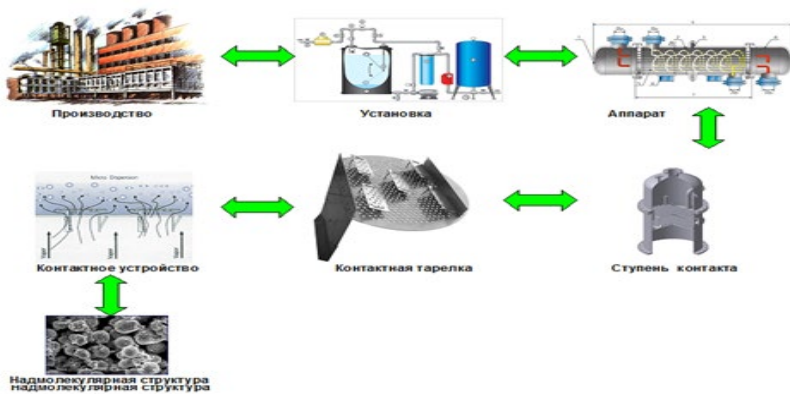 Производство
Установка
Аппарат
Контактное устройство
Контактная тарелка
Ступень контакта
Надмолекулярная структура
надмолекулярная структура